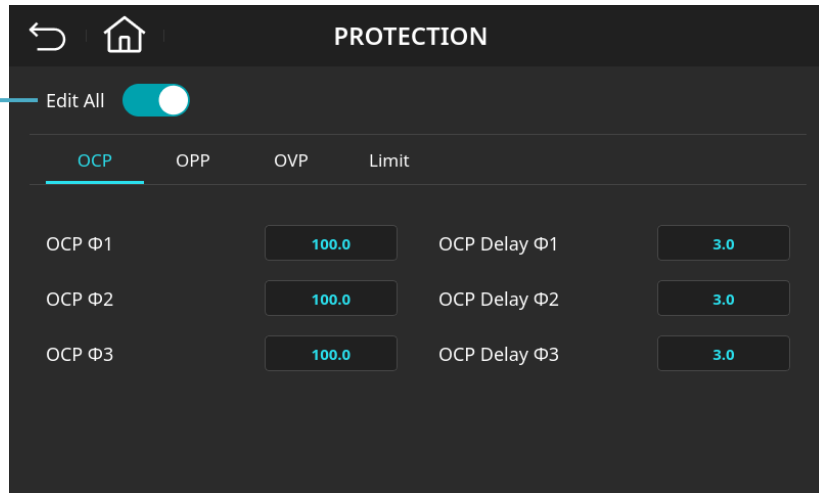 PROTECTION
Edit All
OCP OPP OVP Limit
OCP Φ1 100.0 OCP Delay Φ1 3.0
OCP Φ2 100.0 OCP Delay Φ2 3.0
OCP Φ3 100.0 OCP Delay Φ3 3.0